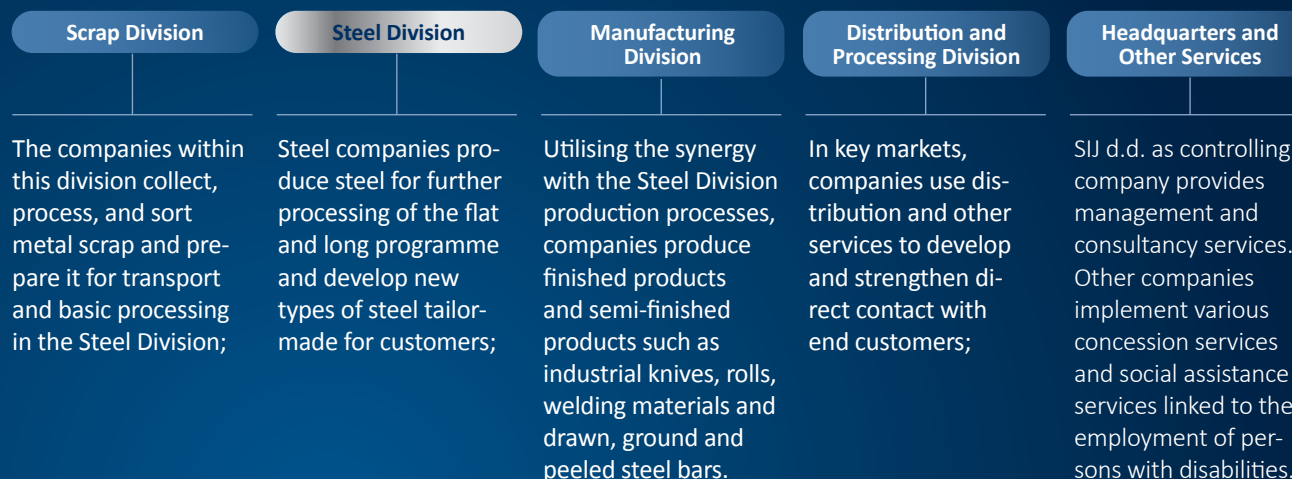 Scrap Division
The companies within
this division collect,
process, and sort
metal scrap and pre-
pare it for transport
and basic processing
in the Steel Division;
Steel Division
Steel companies pro-
duce steel for further
processing of the flat
and long programme
and develop new
types of steel tailor-
made for customers;
Manufacturing
Division
Utilising the synergy
with the Steel Division
production processes,
companies produce
finished products
and semi-finished
products such as
industrial knives, rolls,
welding materials and
drawn, ground and
peeled steel bars.
Distribution and
Processing Division
In key markets,
companies use dis-
tribution and other
services to develop
and strengthen di-
rect contact with
end customers;
Headquarters and
Other Services
SIJ d.d. as controlling
company provides
management and
consultancy services.
Other companies
implement various
concession services
and social assistance
services linked to the
employment of per-
sons with disabilities.